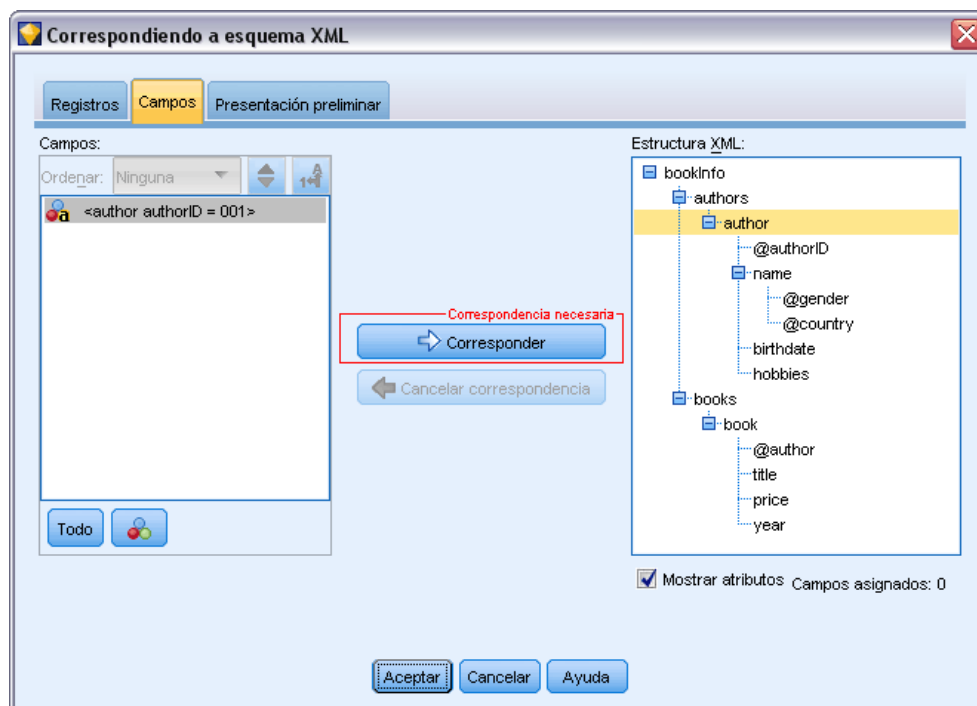 Correspondiendo a esquema XML
Registros
Campos
Presentación preliminar
Campos:
Ordenar: Ninguna
<author authorID = 001>
Todo
Correspondencia necesaria
Corresponder
Cancelar correspondencia
Estructura XML:
bookInfo
authors
author
@authorID
name
@gender
@country
birthdate
hobbies
books
book
@author
title
price
year
Mostrar atributos Campos asignados: 0
Aceptar Cancelar Ayuda